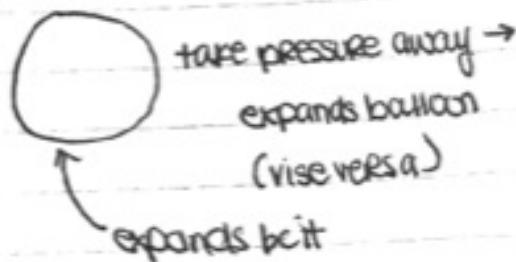 take pressure away →
expands balloon
(vise versa)
expands bc it